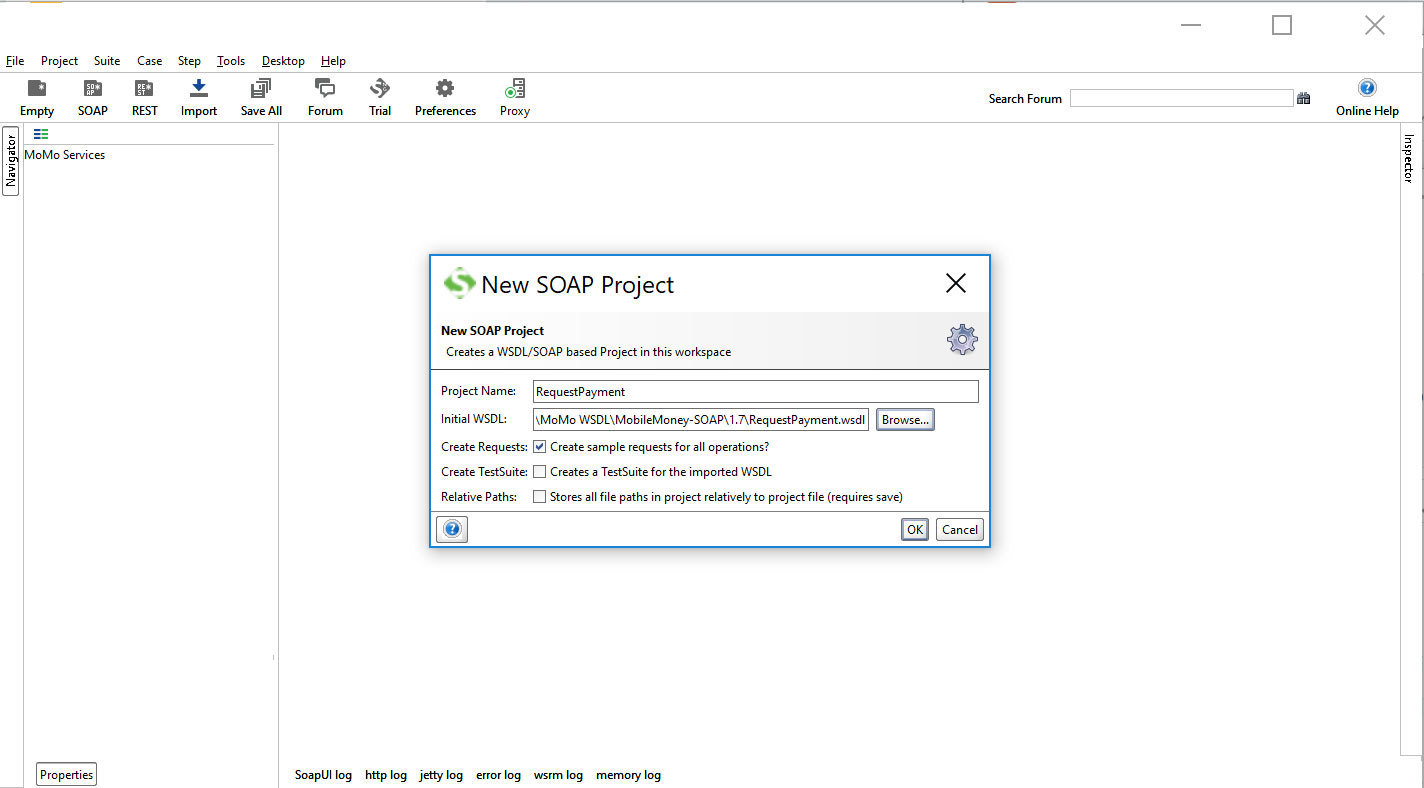 File Project Suite Case Step Tools Desktop Help
Empty SOAP REST Import Save All Forum Trial Preferences Proxy Search Forum Online Help
Navigator
MoMo Services
Inspector
New SOAP Project
New SOAP Project
Creates a WSDL/SOAP based Project in this workspace
Project Name: RequestPayment
Initial WSDL: \MoMo WSDL\MobileMoney-SOAP\1.7\RequestPayment.wsdl Browse...
Create Requests: Create sample requests for all operations?
Create TestSuite: Creates a TestSuite for the imported WSDL
Relative Paths: Stores all file paths in project relatively to project file (requires save)
OK Cancel
Properties SoapUI log http log jetty log error log wsrm log memory log